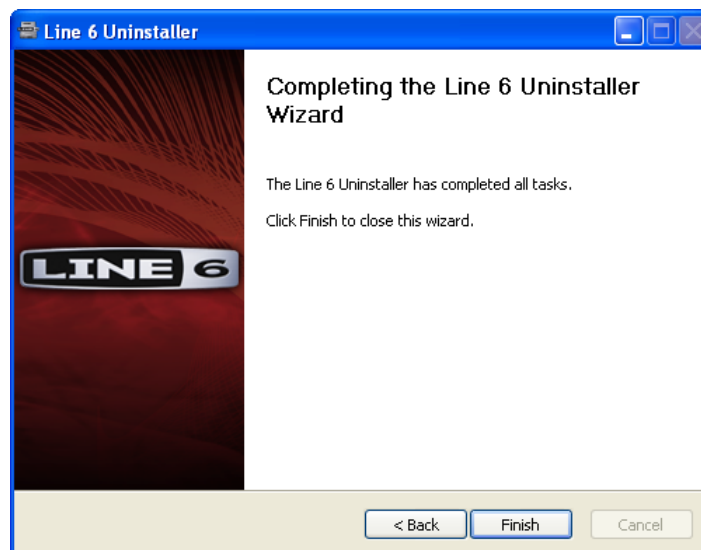 Line 6 Uninstaller
Completing the Line 6 Uninstaller
Wizard
The Line 6 Uninstaller has completed all tasks.
Click Finish to close this wizard.
LINE 6
< Back
Finish
Cancel